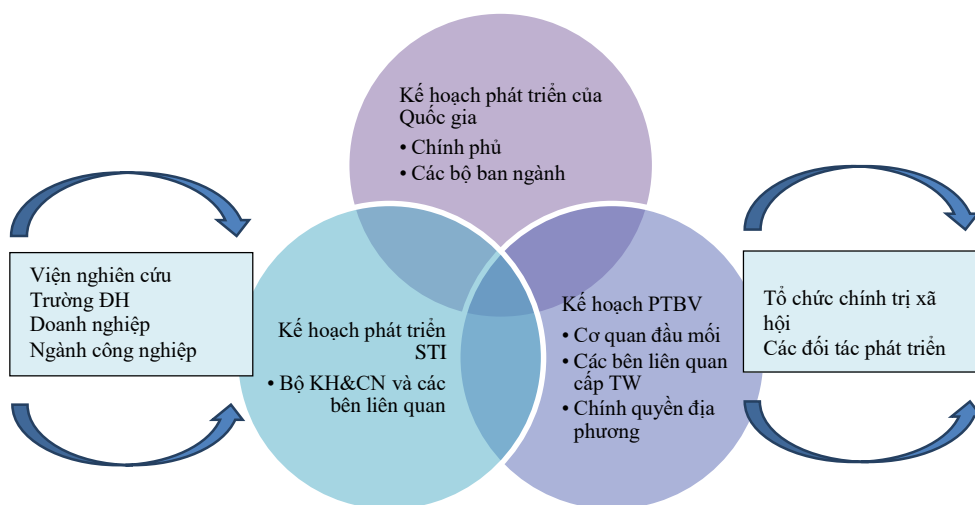 Kế hoạch phát triển của
Quốc gia
• Chính phủ
• Các bộ ban ngành
Viện nghiên cứu
Trường ĐH
Doanh nghiệp
Ngành công nghiệp
Kế hoạch phát triển
STI
• Bộ KH&CN và các
bên liên quan
Kế hoạch PTBV
• Cơ quan đầu mối
• Các bên liên quan
cấp TW
• Chính quyền địa
phương
Tổ chức chính trị xã
hội
Các đối tác phát triển